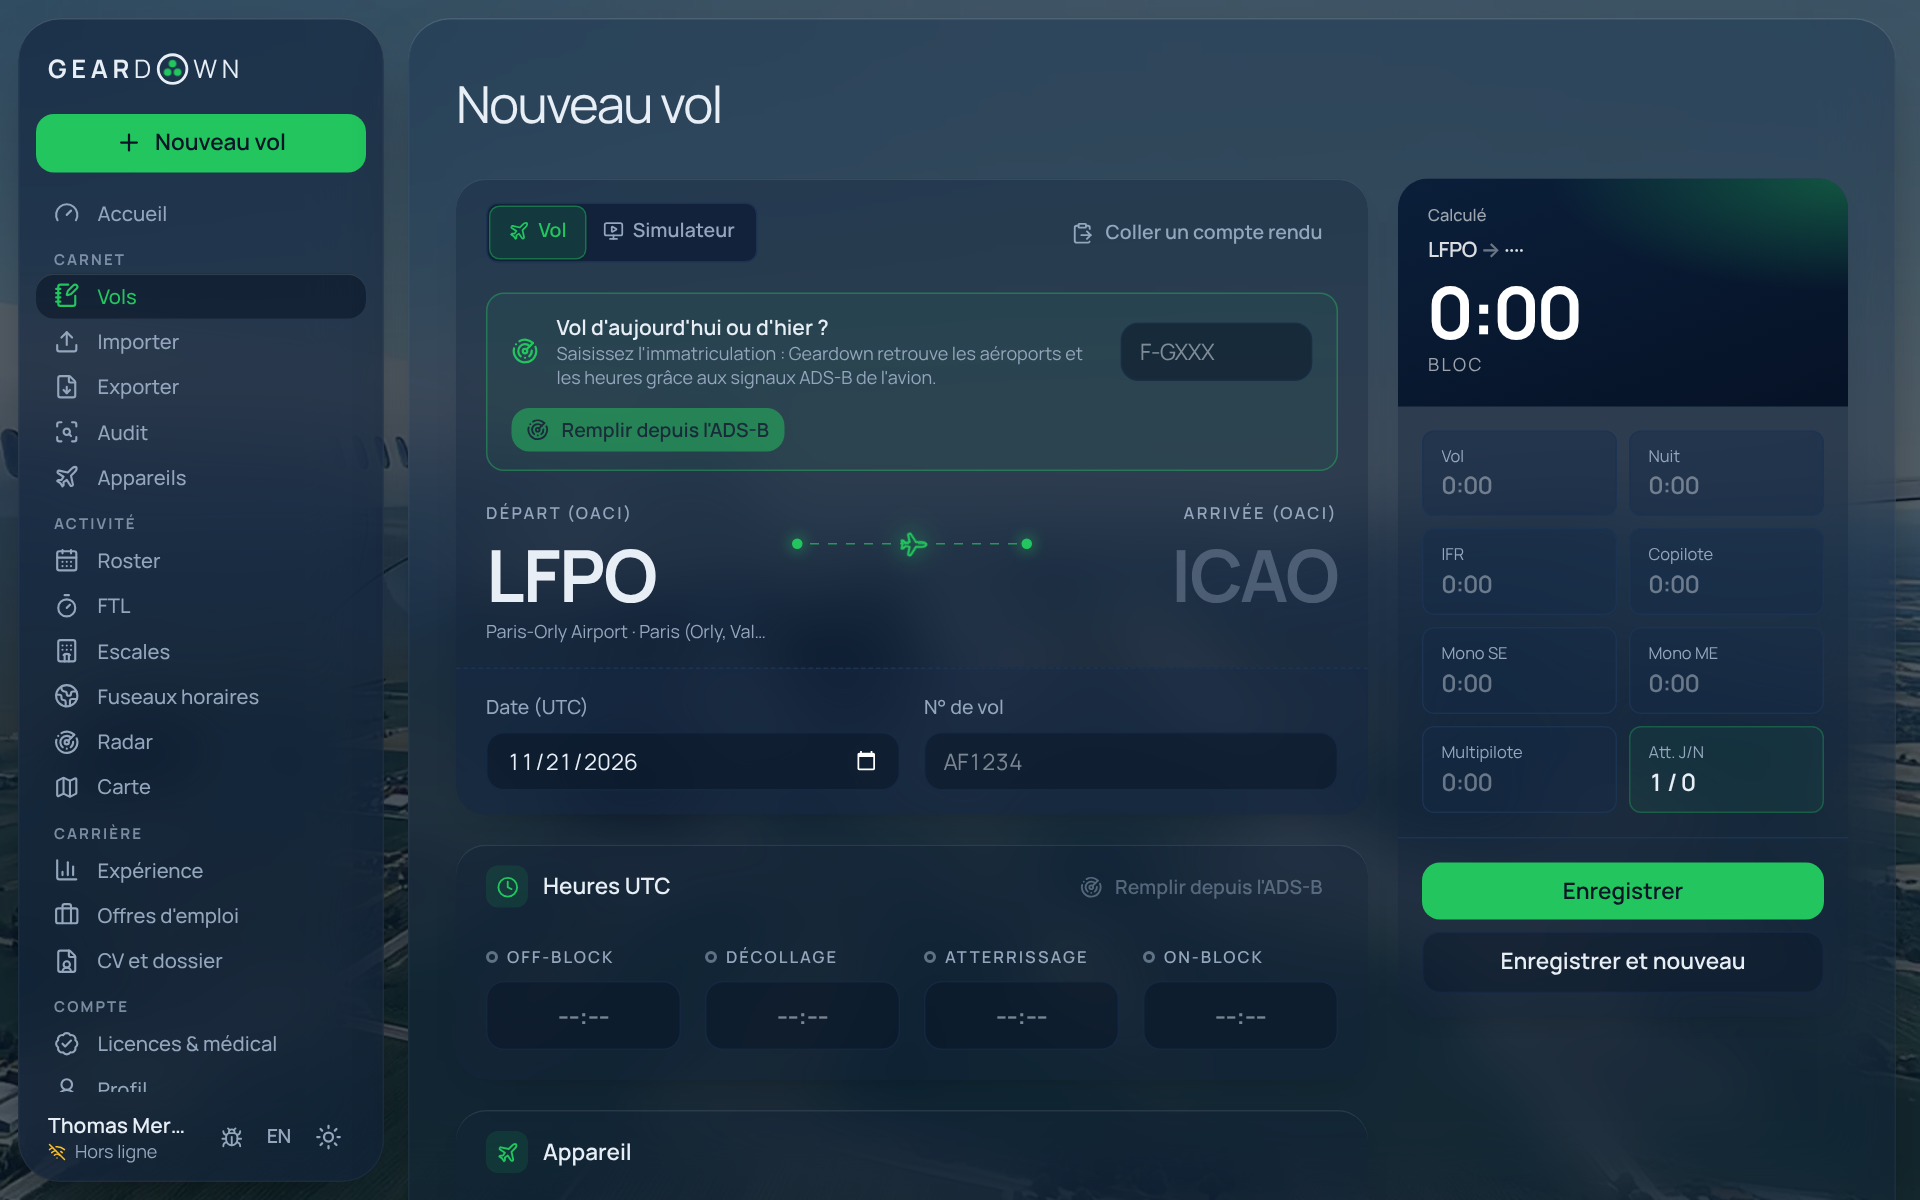 GEARDOWN
Nouveau vol
Accueil
CARNET
Vols
Importer
Exporter
Audit
Appareils
ACTIVITÉ
Roster
FTL
Escales
Fuseaux horaires
Radar
Carte
CARRIÈRE
Expérience
Offres d'emploi
CV et dossier
COMPTE
Licences & médical
Profil
Thomas Mer...
Hors ligne
EN
Nouveau vol
Vol
Simulateur
Coller un compte rendu
Vol d'aujourd'hui ou d'hier ?
Saisissez l'immatriculation : Geardown retrouve les aéroports et
les heures grâce aux signaux ADS-B de l'avion.
F-GXXX
Remplir depuis l'ADS-B
DÉPART (OACI)
ARRIVÉE (OACI)
LFPO
ICAO
Paris-Orly Airport · Paris (Orly, Val...
Date (UTC)
N° de vol
11/21/2026
AF1234
Heures UTC
Remplir depuis l'ADS-B
OFF-BLOCK
DÉCOLLAGE
ATTERRISSAGE
ON-BLOCK
--:--
--:--
--:--
--:--
Appareil
Calculé
LFPO → ····
0:00
BLOC
Vol
0:00
Nuit
0:00
IFR
0:00
Copilote
0:00
Mono SE
0:00
Mono ME
0:00
Multipilote
0:00
Att. J/N
1 / 0
Enregistrer
Enregistrer et nouveau